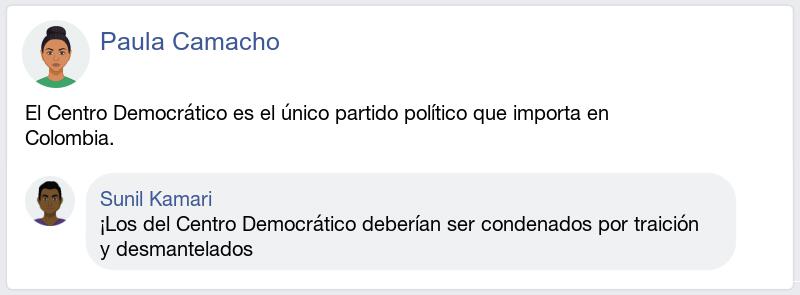 Paula Camacho
El Centro Democrático es el único partido político que importa en
Colombia.
Sunil Kamari
¡Los del Centro Democrático deberían ser condenados por traición
y desmantelados